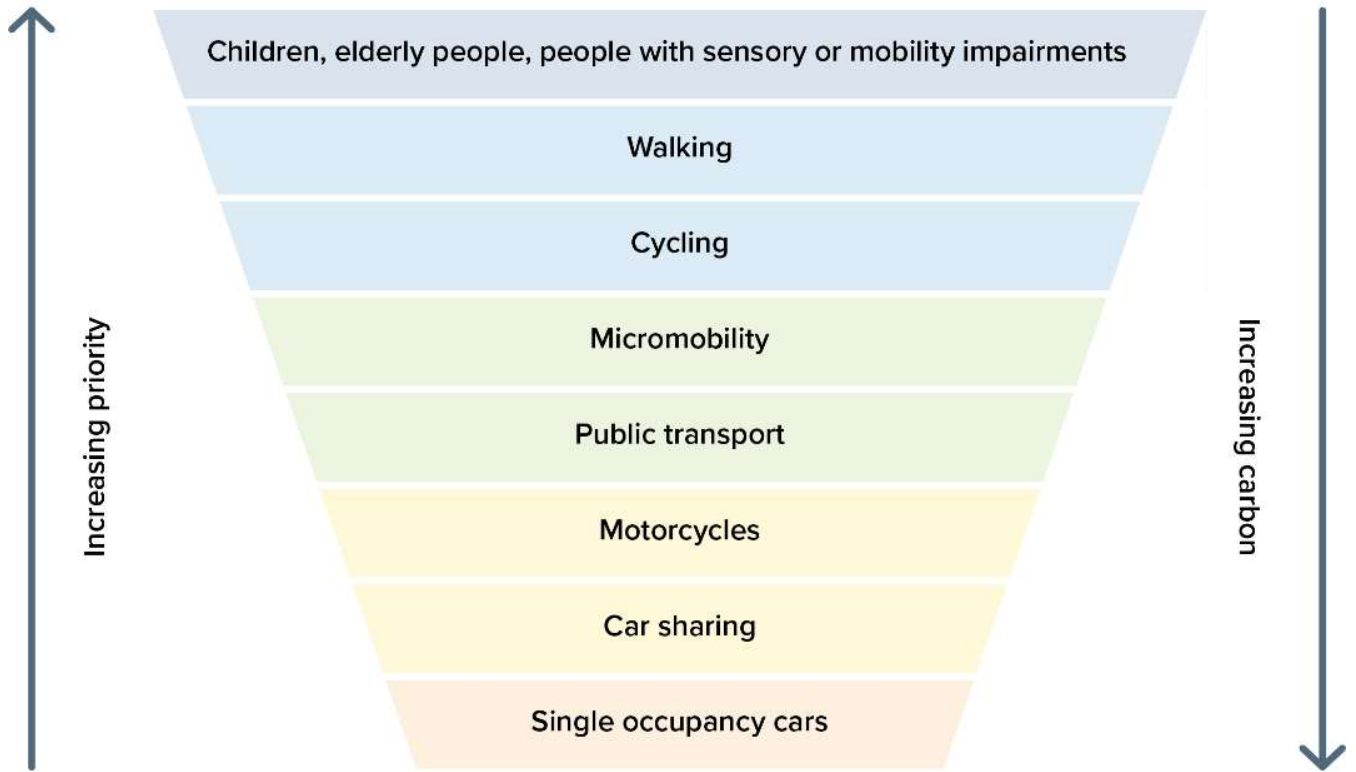 Children, elderly people, people with sensory or mobility impairments
Walking
Cycling
Micromobility
Public transport
Motorcycles
Car sharing
Single occupancy cars
Increasing priority
Increasing carbon